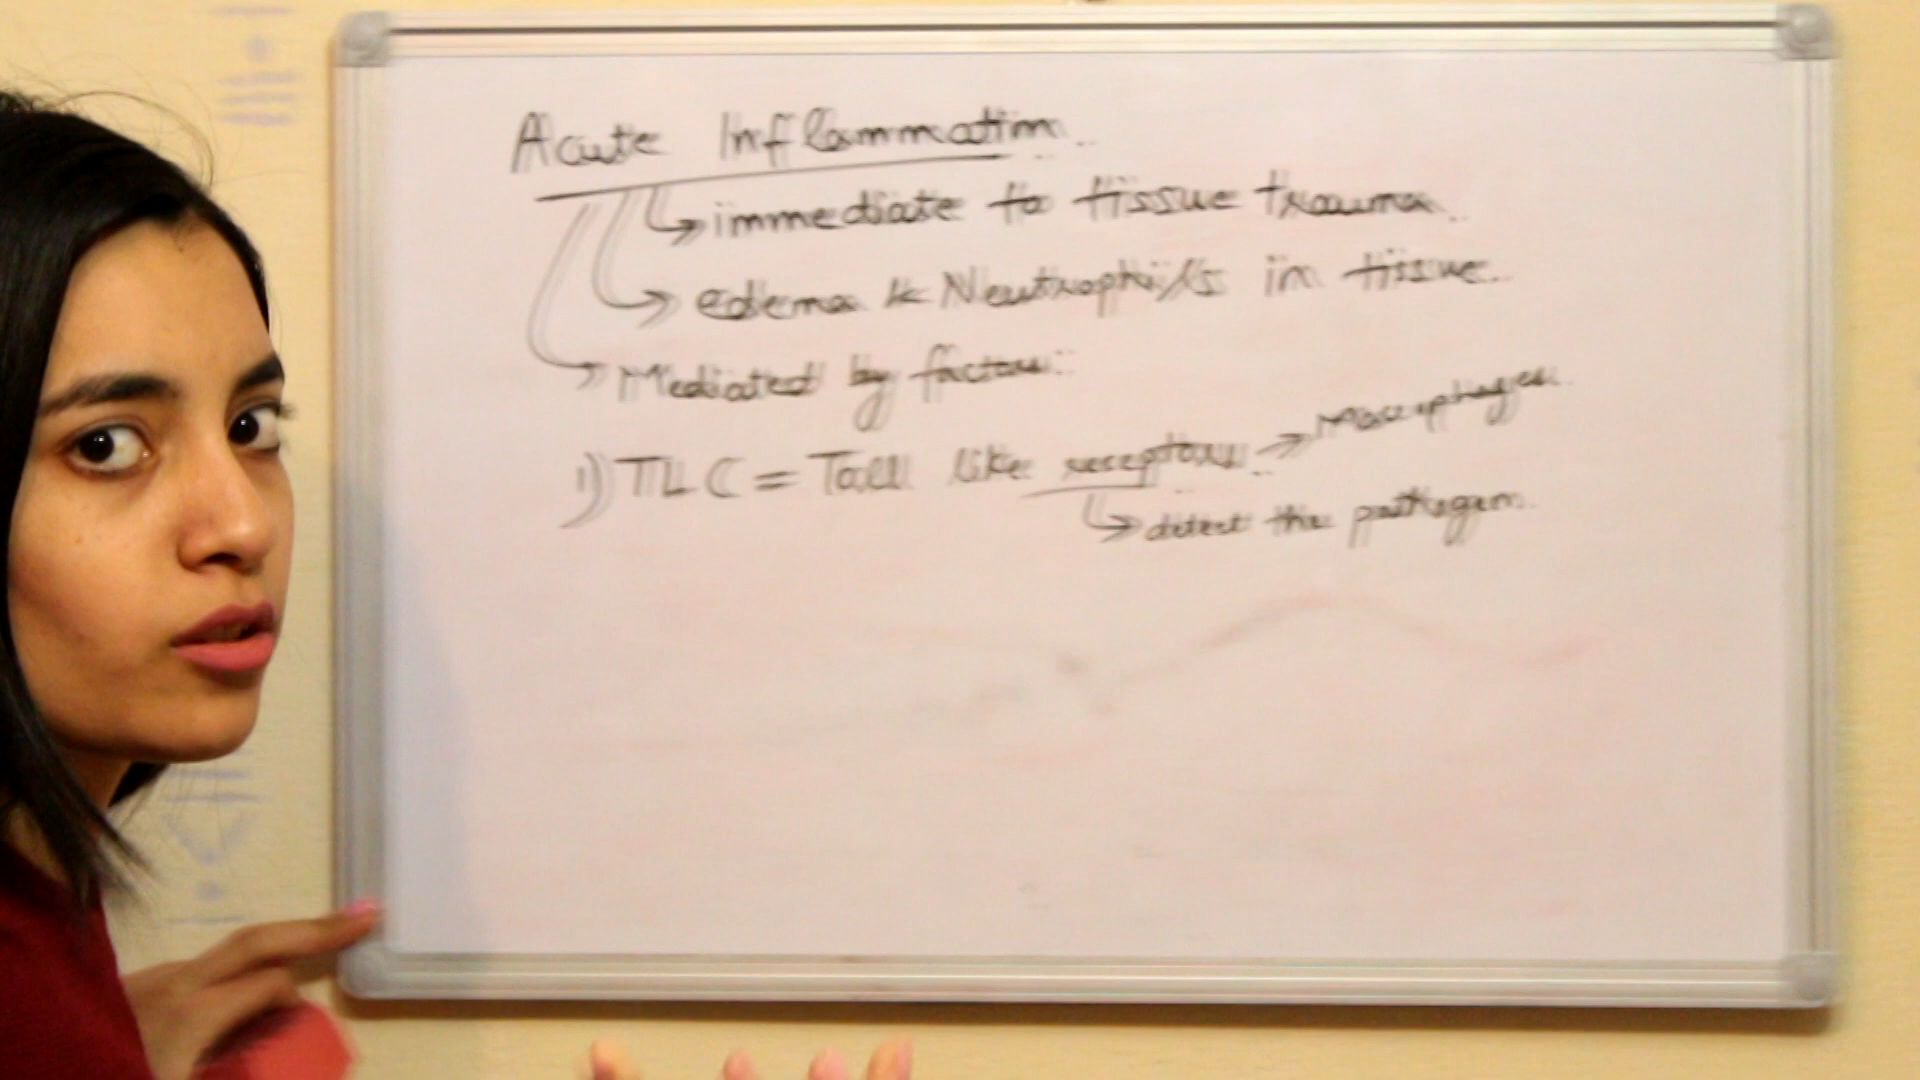 Acute Inflammation
immediate to tissue trauma
edema & Neutrophils in tissue
Mediated by factors:
1) TLC = Toll like receptors → Macrophages
detect the pathogen